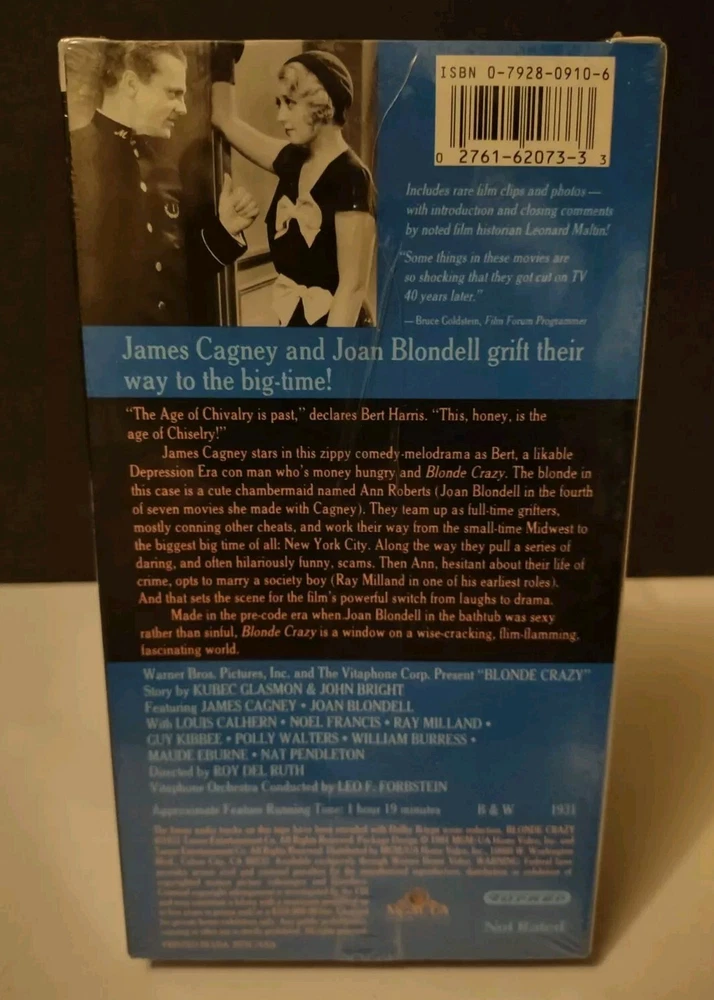 ISBN 0-7928-0910-6
0 2761-62073-3 3
Includes rare film clips and photos —
with introduction and closing comments
by noted film historian Leonard Maltin!
"Some things in these movies are
so shocking that they got cut on TV
40 years later."
— Bruce Goldstein, Film Forum Programmer
James Cagney and Joan Blondell grift their
way to the big-time!
"The Age of Chivalry is past," declares Bert Harris. "This, honey, is the
age of Chiselry!"
James Cagney stars in this zippy comedy-melodrama as Bert, a likable
Depression Era con man who's money hungry and Blonde Crazy. The blonde in
this case is a cute chambermaid named Ann Roberts (Joan Blondell in the fourth
of seven movies she made with Cagney). They team up as full-time grifters,
mostly conning other cheats, and work their way from the small-time Midwest to
the biggest big time of all: New York City. Along the way they pull a series of
daring, and often hilariously funny, scams. Then Ann, hesitant about their life of
crime, opts to marry a society boy (Ray Milland in one of his earliest roles).
And that sets the scene for the film's powerful switch from laughs to drama.
Made in the pre-code era when Joan Blondell in the bathtub was sexy
rather than sinful, Blonde Crazy is a window on a wise-cracking, flim-flamming,
fascinating world.
Warner Bros. Pictures, Inc. and The Vitaphone Corp. Present "BLONDE CRAZY"
Story by KUBEC GLASMON & JOHN BRIGHT
Featuring JAMES CAGNEY • JOAN BLONDELL
With LOUIS CALHERN • NOEL FRANCIS • RAY MILLAND •
GUY KIBBEE • POLLY WALTERS • WILLIAM BURRESS •
MAUDE EBURNE • NAT PENDLETON
Directed by ROY DEL RUTH
Vitaphone Orchestra Conducted by LEO F. FORBSTEIN
Approximate Feature Running Time: 1 hour 19 minutes B & W 1931
MGM/UA
Not Rated